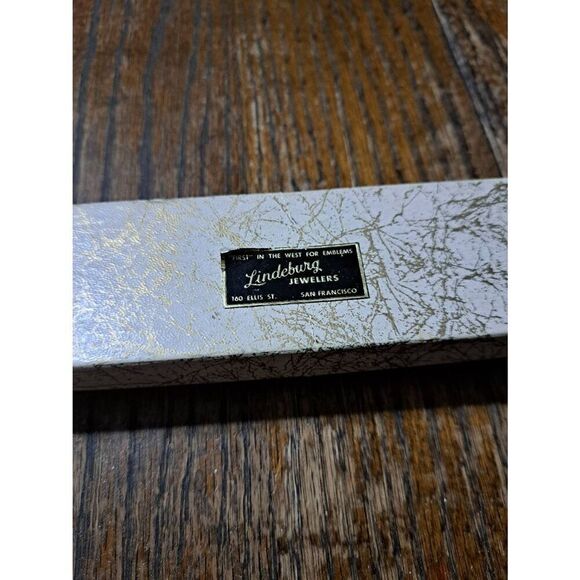 "FIRST" IN THE WEST FOR EMBLEMS
Lindeburg
JEWELERS
160 ELLIS ST. SAN FRANCISCO